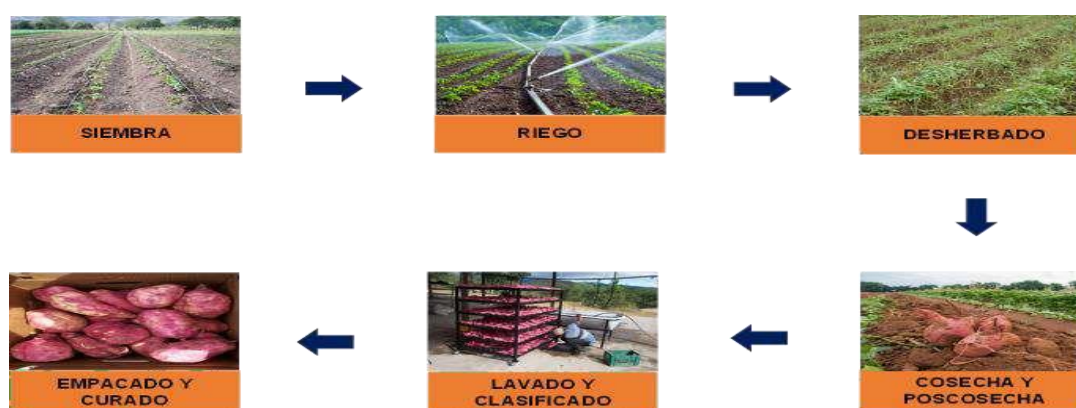 SIEMBRA
RIEGO
DESHERBADO
COSECHA Y
POSCOSECHA
LAVADO Y
CLASIFICADO
EMPACADO Y
CURADO